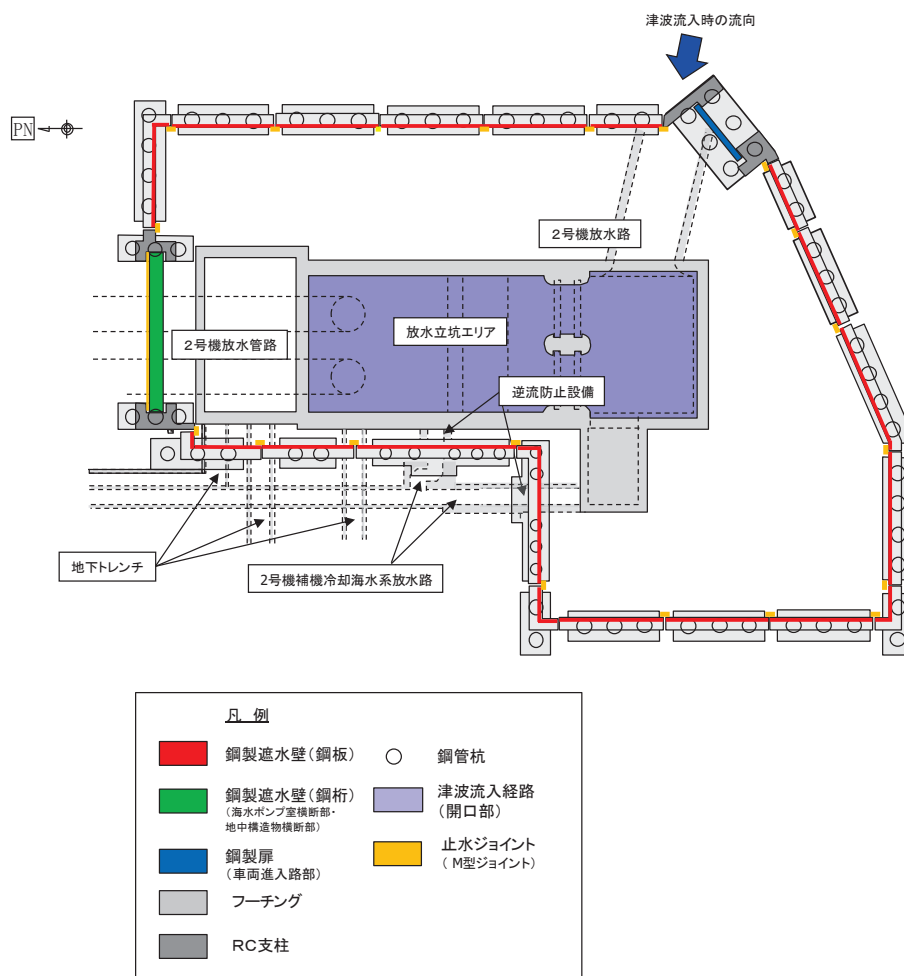 津波流入時の流向
PN
2号機放水路
2号機放水管路
放水立坑エリア
逆流防止設備
地下トレンチ
2号機補機冷却海水系放水路
凡 例
鋼製遮水壁(鋼板)
鋼製遮水壁(鋼桁)
(海水ポンプ室横断部・
地中構造物横断部)
鋼製扉
(車両進入路部)
フーチング
RC支柱
鋼管杭
津波流入経路
(開口部)
止水ジョイント
( M型ジョイント)